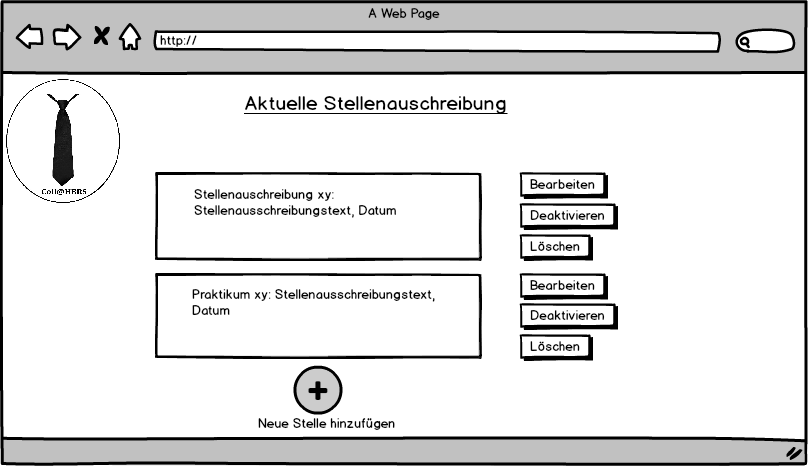 A Web Page
http://
Aktuelle Stellenauschreibung
Coll@HBRS
Stellenauschreibung xy:
Stellenausschreibungstext, Datum
Bearbeiten
Deaktivieren
Löschen
Praktikum xy: Stellenausschreibungstext,
Datum
Bearbeiten
Deaktivieren
Löschen
Neue Stelle hinzufügen